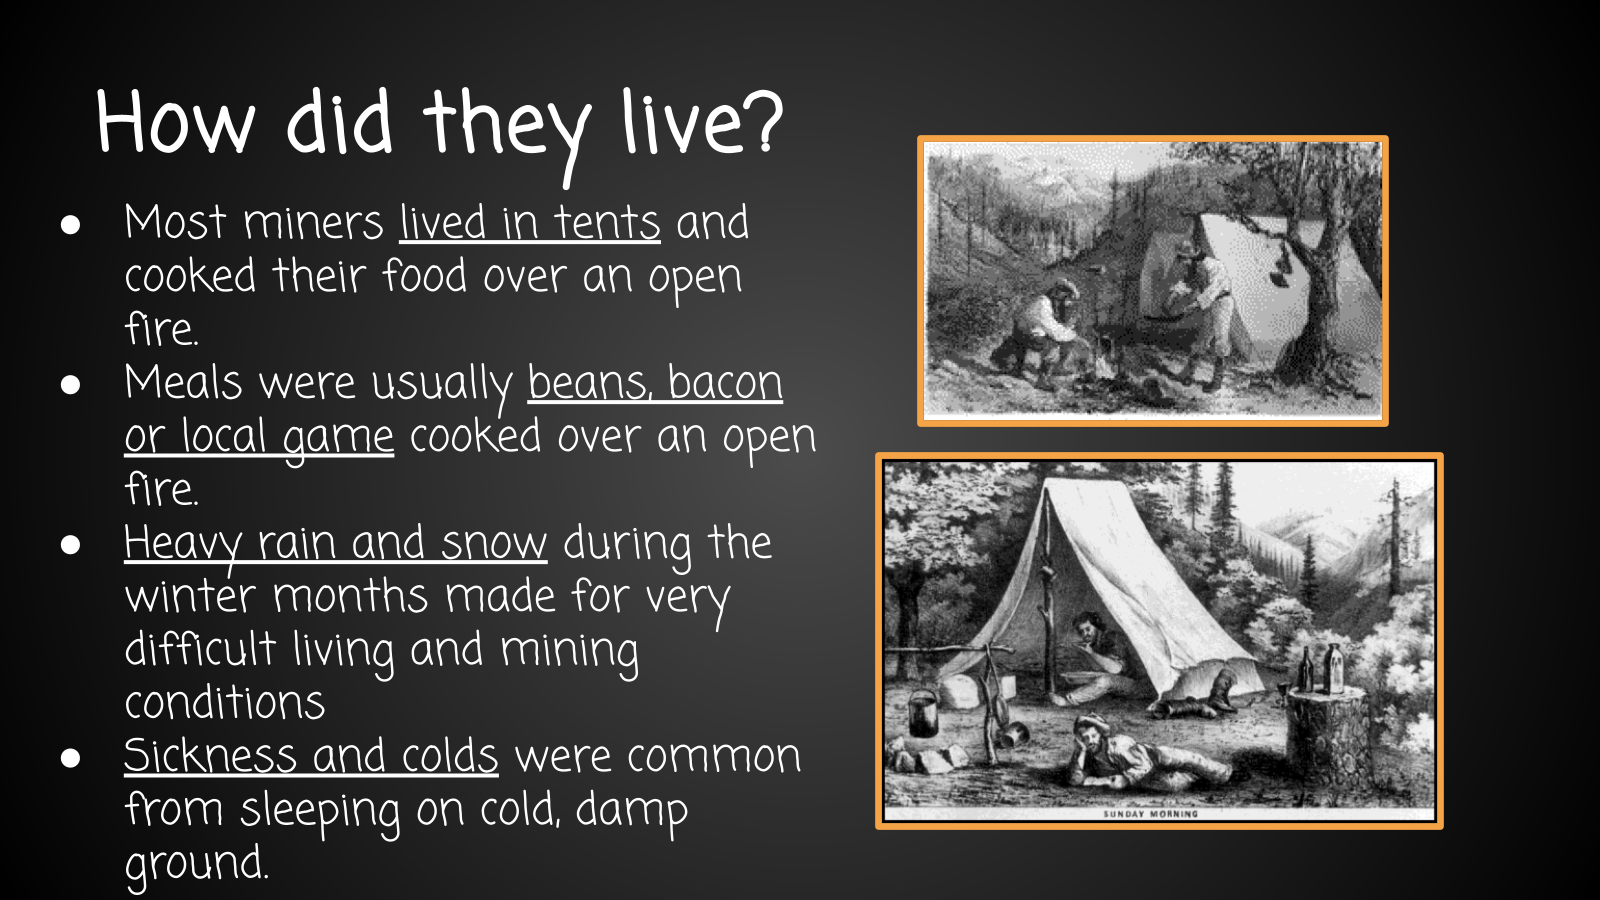 How did they live?
● Most miners lived in tents and
cooked their food over an open
fire.
● Meals were usually beans, bacon
or local game cooked over an open
fire.
● Heavy rain and snow during the
winter months made for very
difficult living and mining
conditions
● Sickness and colds were common
from sleeping on cold, damp
ground.
SUNDAY MORNING